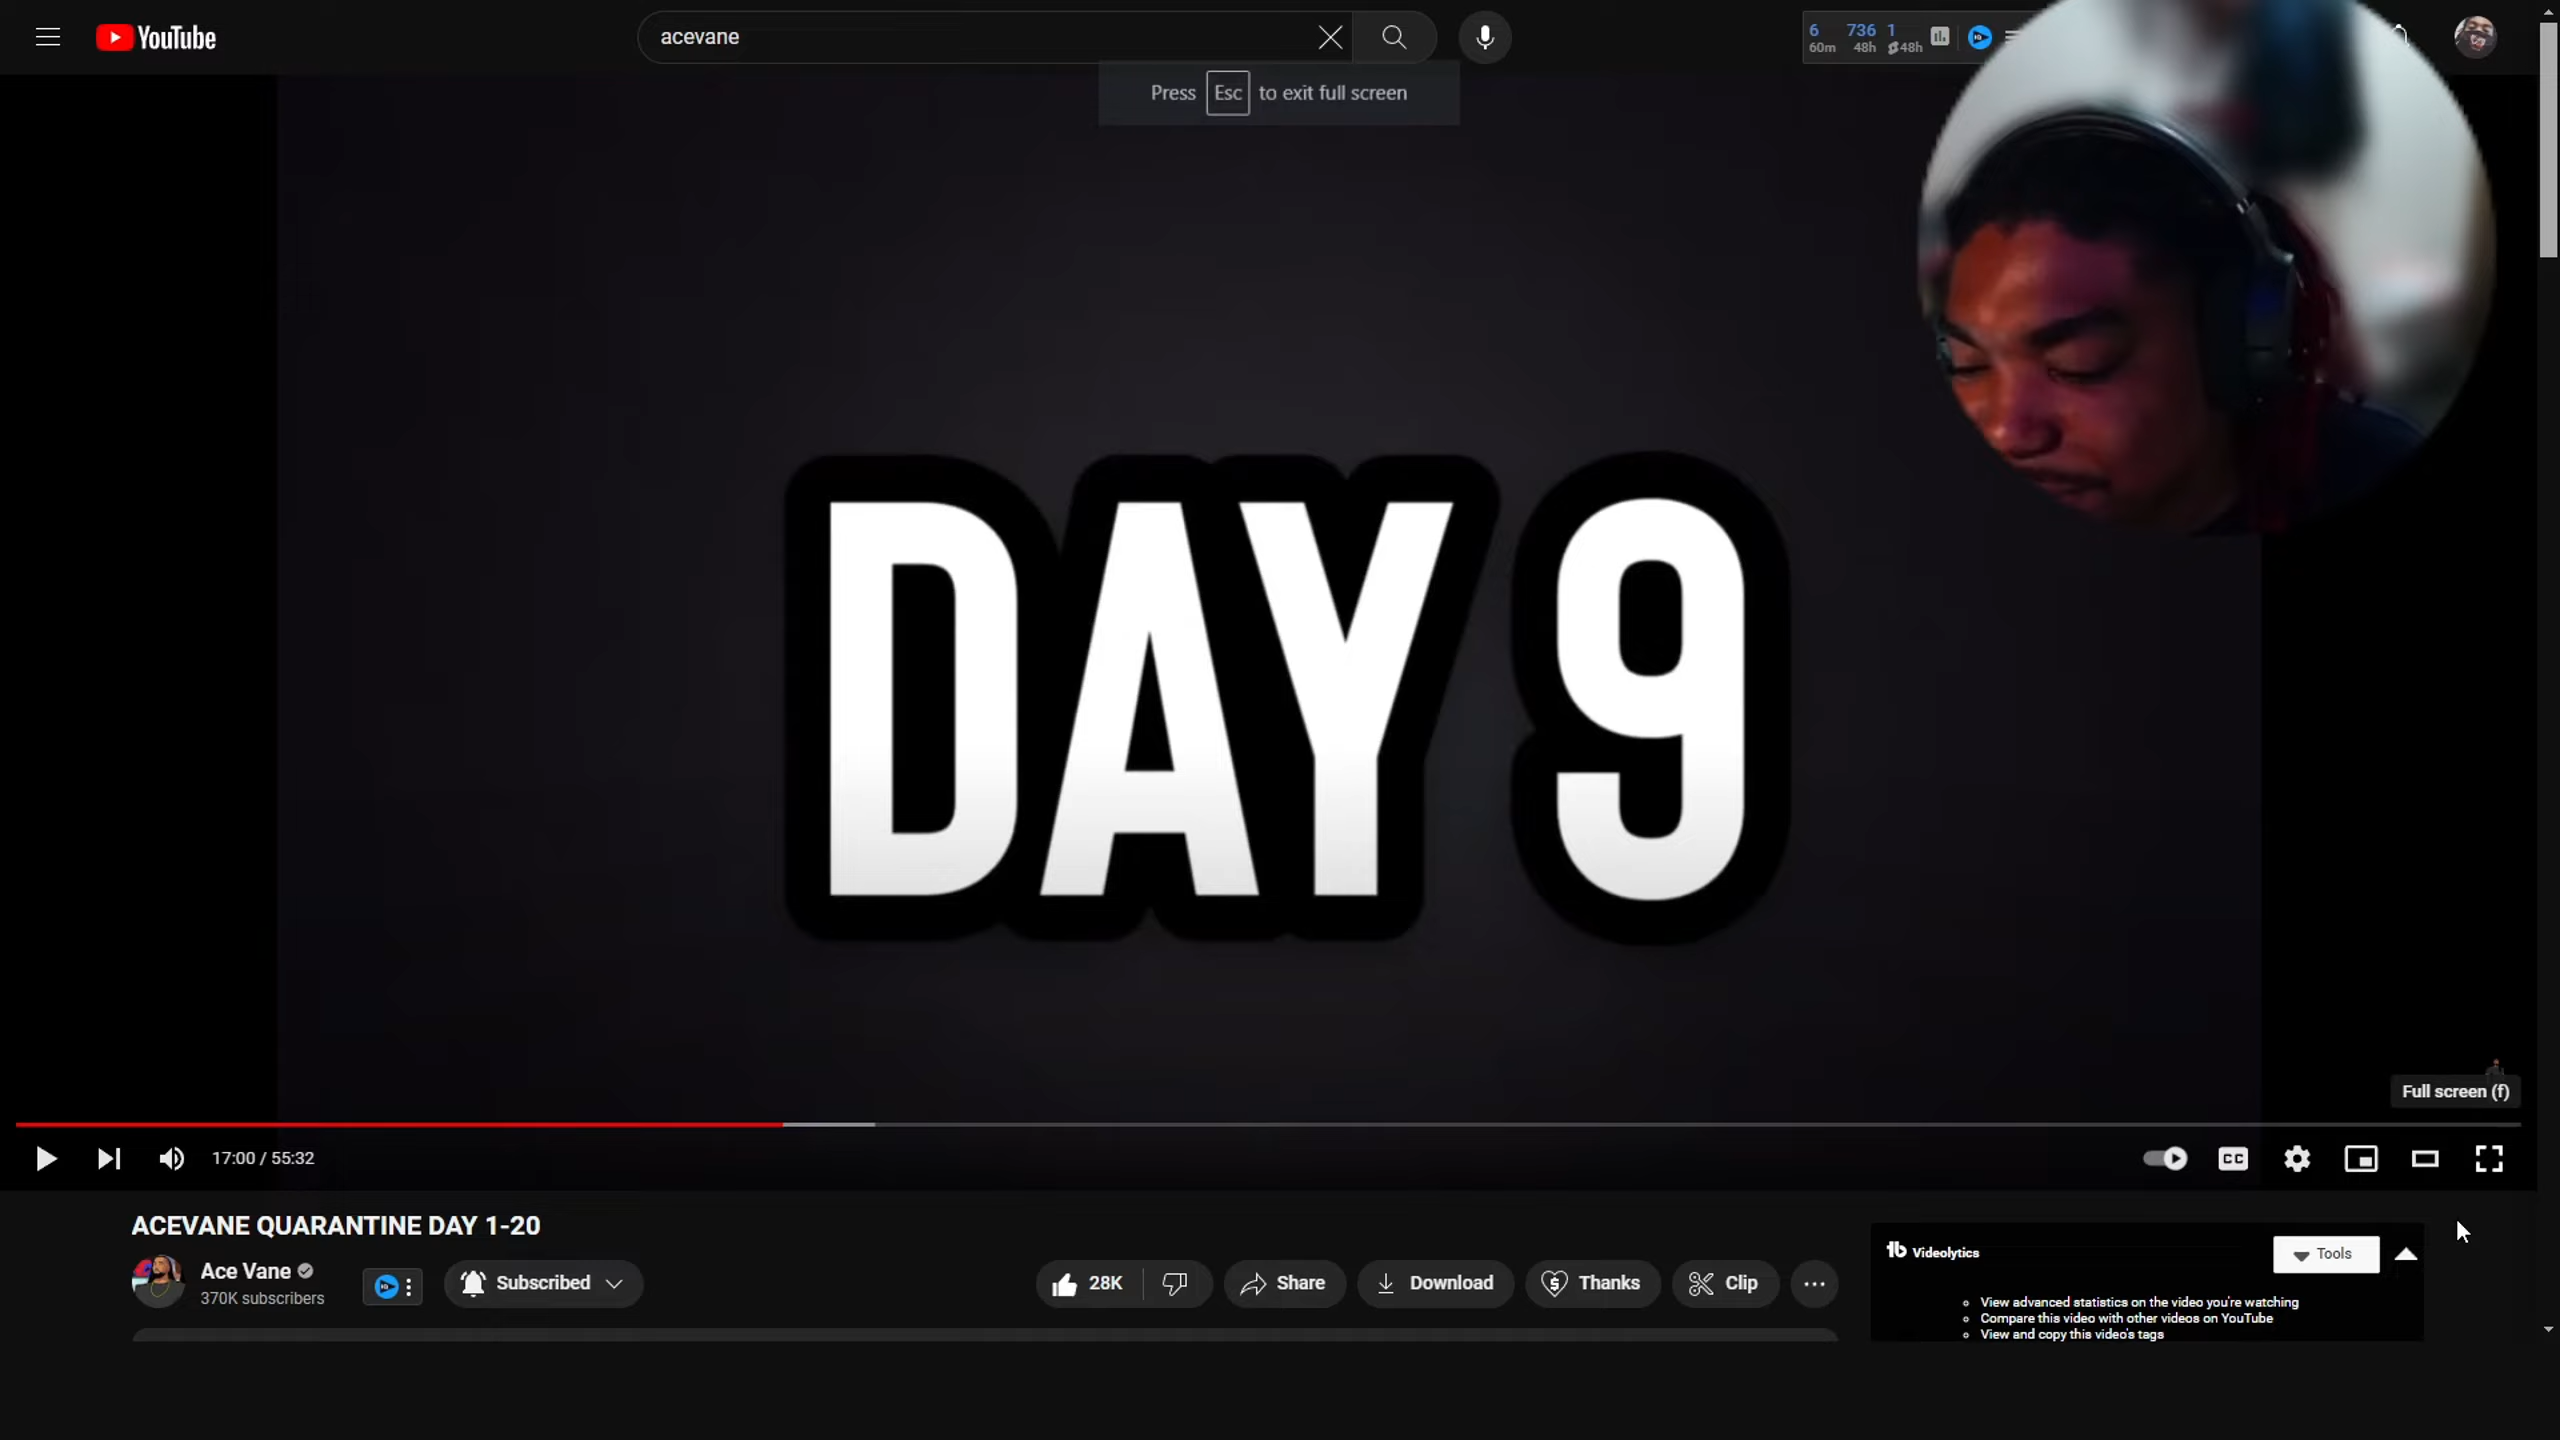 YouTube
acevane
6 736 1
60m 48h 48h
Press Esc to exit full screen
DAY 9
Full screen (f)
17:00 / 55:32
CC
ACEVANE QUARANTINE DAY 1-20
Ace Vane
370K subscribers
Subscribed
28K
Share
Download
Thanks
Clip
tb Videolytics
Tools
View advanced statistics on the video you're watching
Compare this video with other videos on YouTube
View and copy this video's tags